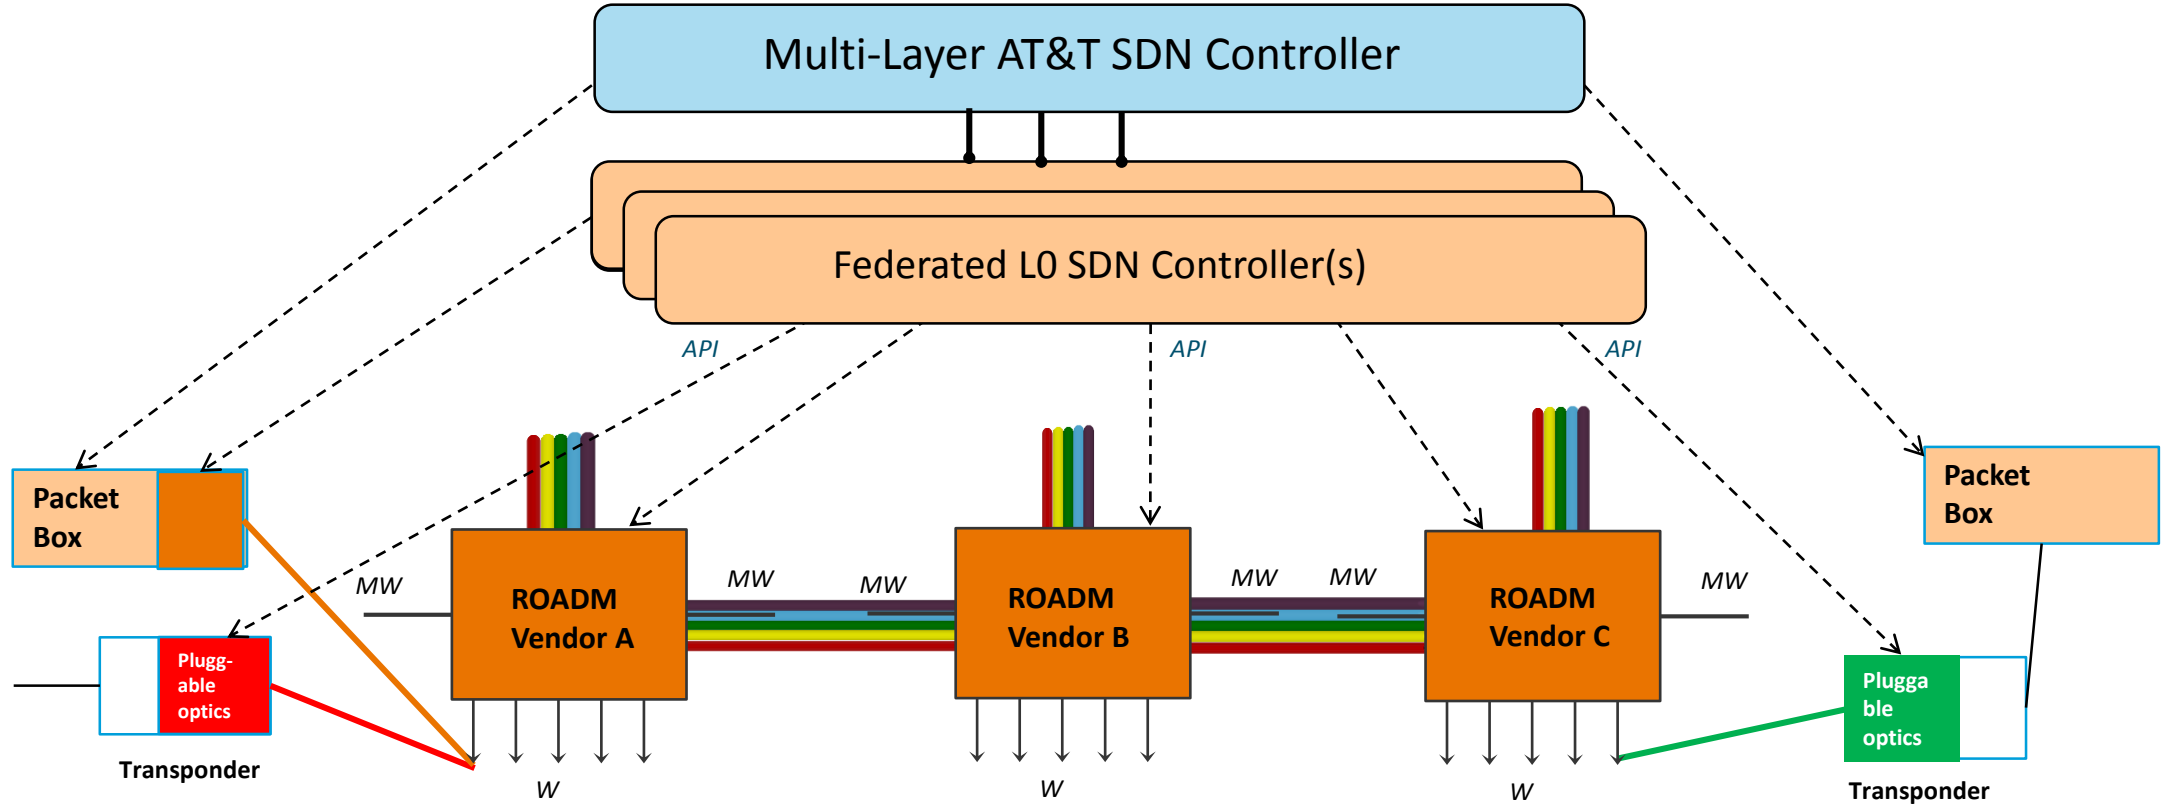 Multi-Layer AT&T SDN Controller
Federated L0 SDN Controller(s)
API
API
API
Packet
Box
Packet
Box
MW
MW
MW
MW
MW
MW
ROADM
Vendor A
ROADM
Vendor B
ROADM
Vendor C
Plugg-
able
optics
Plugga
ble
optics
Transponder
W
W
W
Transponder